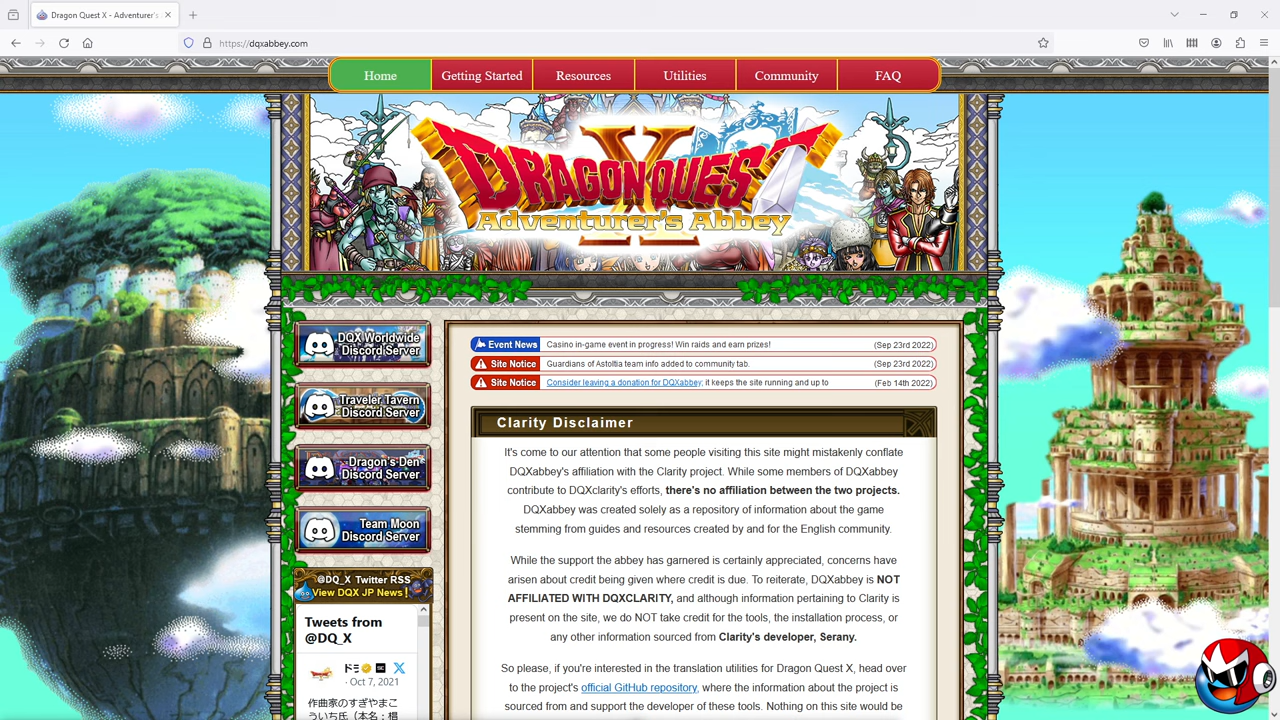 Dragon Quest X - Adventurer's
https://dqxabbey.com
Home
Getting Started
Resources
Utilities
Community
FAQ
DRAGON QUEST X
Adventurer's Abbey
DQX Worldwide
Discord Server
Traveler Tavern
Discord Server
Dragon's Den
Discord Server
Team Moon
Discord Server
@DQ_X Twitter RSS
View DQX JP News !
Tweets from
@DQ_X
· Oct 7, 2021
作曲家のすぎやまこ
Event News Casino in-game event in progress! Win raids and earn prizes! (Sep 23rd 2022)
Site Notice Guardians of Astoltia team info added to community tab. (Sep 23rd 2022)
Site Notice Consider leaving a donation for DQXabbey, it keeps the site running and up to (Feb 14th 2022)
Clarity Disclaimer
It's come to our attention that some people visiting this site might mistakenly conflate
DQXabbey's affiliation with the Clarity project. While some members of DQXabbey
contribute to DQXclarity's efforts, there's no affiliation between the two projects.
DQXabbey was created solely as a repository of information about the game
stemming from guides and resources created by and for the English community.
While the support the abbey has garnered is certainly appreciated, concerns have
arisen about credit being given where credit is due. To reiterate, DQXabbey is NOT
AFFILIATED WITH DQXCLARITY, and although information pertaining to Clarity is
present on the site, we do NOT take credit for the tools, the installation process, or
any other information sourced from Clarity's developer, Serany.
So please, if you're interested in the translation utilities for Dragon Quest X, head over
to the project's official GitHub repository, where the information about the project is
sourced from and support the developer of these tools. Nothing on this site would be